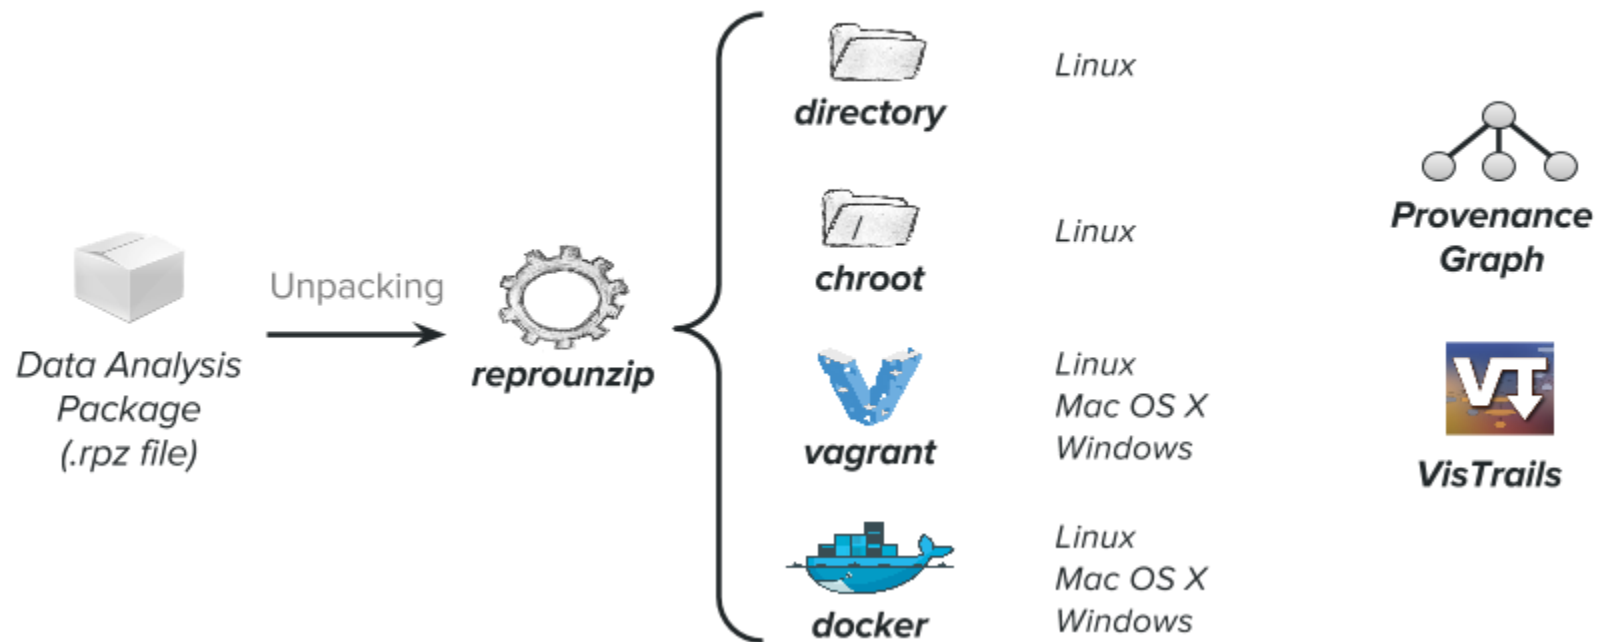 Data Analysis
Package
(.rpz file)
Unpacking
reprounzip
directory
Linux
chroot
Linux
vagrant
Linux
Mac OS X
Windows
docker
Linux
Mac OS X
Windows
Provenance
Graph
VT
VisTrails